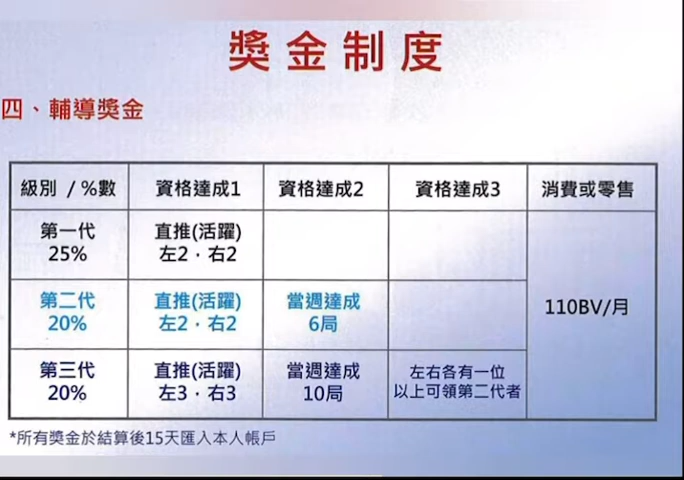 獎金制度
四、輔導獎金
級別 / %數 資格達成1 資格達成2 資格達成3 消費或零售
第一代
25%
直推(活躍)
左2．右2
第二代
20%
直推(活躍)
左2．右2
當週達成
6局
110BV/月
第三代
20%
直推(活躍)
左3．右3
當週達成
10局
左右各有一位
以上可領第二代者
*所有獎金於結算後15天匯入本人帳戶